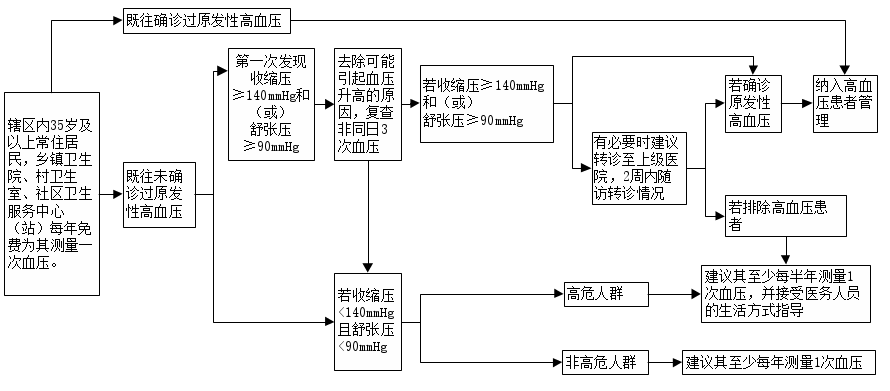 既往确诊过原发性高血压
辖区内35岁及
以上常住居
民，乡镇卫生
院、村卫生
室、社区卫生
服务中心
（站）每年免
费为其测量一
次血压。
既往未确
诊过原发
性高血压
第一次发现
收缩压
≥140mmHg和
（或）
舒张压
≥90mmHg
去除可能
引起血压
升高的原
因，复查
非同日3
次血压
若收缩压≥140mmHg
和（或）
舒张压≥90mmHg
若确诊
原发性
高血压
纳入高血
压患者管
理
有必要时建议
转诊至上级医
院，2周内随
访转诊情况
若排除高血压患
者
若收缩压
<140mmHg
且舒张压
<90mmHg
高危人群
建议其至少每半年测量1
次血压，并接受医务人员
的生活方式指导
非高危人群
建议其至少每年测量1次血压